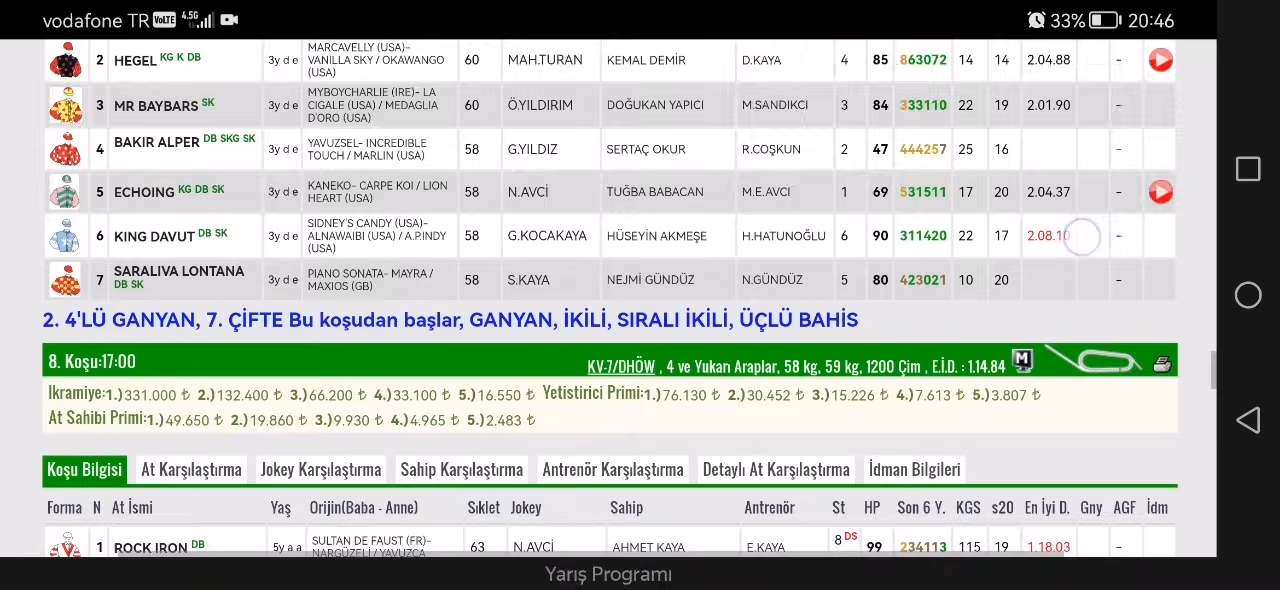 vodafone TR VoLTE 4.5G 33% 20:46
2 HEGEL KG K DB 3y d e MARCAVELLY (USA)- VANILLA SKY / OKAWANGO (USA) 60 MAH.TURAN KEMAL DEMİR D.KAYA 4 85 863072 14 14 2.04.88 -
3 MR BAYBARS SK 3y d e MYBOYCHARLIE (IRE)- LA CIGALE (USA) / MEDAGLIA D'ORO (USA) 60 Ö.YILDIRIM DOĞUKAN YAPICI M.SANDIKCI 3 84 333110 22 19 2.01.90 -
4 BAKIR ALPER DB SKG SK 3y d e YAVUZSEL- INCREDIBLE TOUCH / MARLIN (USA) 58 G.YILDIZ SERTAÇ OKUR R.COŞKUN 2 47 444257 25 16 -
5 ECHOING KG DB SK 3y d e KANEKO- CARPE KOI / LION HEART (USA) 58 N.AVCİ TUĞBA BABACAN M.E.AVCI 1 69 531511 17 20 2.04.37 -
6 KING DAVUT DB SK 3y d e SIDNEY'S CANDY (USA)- ALNAWAIBI (USA) / A.P.INDY (USA) 58 G.KOCAKAYA HÜSEYİN AKMEŞE H.HATUNOĞLU 6 90 311420 22 17 2.08.10 -
7 SARALIVA LONTANA DB SK 3y d e PIANO SONATA- MAYRA / MAXIOS (GB) 58 S.KAYA NEJMİ GÜNDÜZ N.GÜNDÜZ 5 80 423021 10 20 -
2. 4'LÜ GANYAN, 7. ÇİFTE Bu koşudan başlar, GANYAN, İKİLİ, SIRALI İKİLİ, ÜÇLÜ BAHİS
8. Koşu:17:00 KV-7/DHÖW , 4 ve Yukarı Araplar, 58 kg, 59 kg, 1200 Çim , E.İ.D. : 1.14.84 M
Ikramiye:1.)331.000 ₺ 2.)132.400 ₺ 3.)66.200 ₺ 4.)33.100 ₺ 5.)16.550 ₺ Yetistirici Primi:1.)76.130 ₺ 2.)30.452 ₺ 3.)15.226 ₺ 4.)7.613 ₺ 5.)3.807 ₺
At Sahibi Primi:1.)49.650 ₺ 2.)19.860 ₺ 3.)9.930 ₺ 4.)4.965 ₺ 5.)2.483 ₺
Koşu Bilgisi At Karşılaştırma Jokey Karşılaştırma Sahip Karşılaştırma Antrenör Karşılaştırma Detaylı At Karşılaştırma İdman Bilgileri
Forma N At İsmi Yaş Orijin(Baba - Anne) Sıklet Jokey Sahip Antrenör St HP Son 6 Y. KGS s20 En İyi D. Gny AGF İdm
1 ROCK IRON DB 5y a a SULTAN DE FAUST (FR)- NARGÜZELİ / YAVUZCA 63 N.AVCİ AHMET KAYA E.KAYA 8 DS 99 234113 115 19 1.18.03 -
Yarış Programı